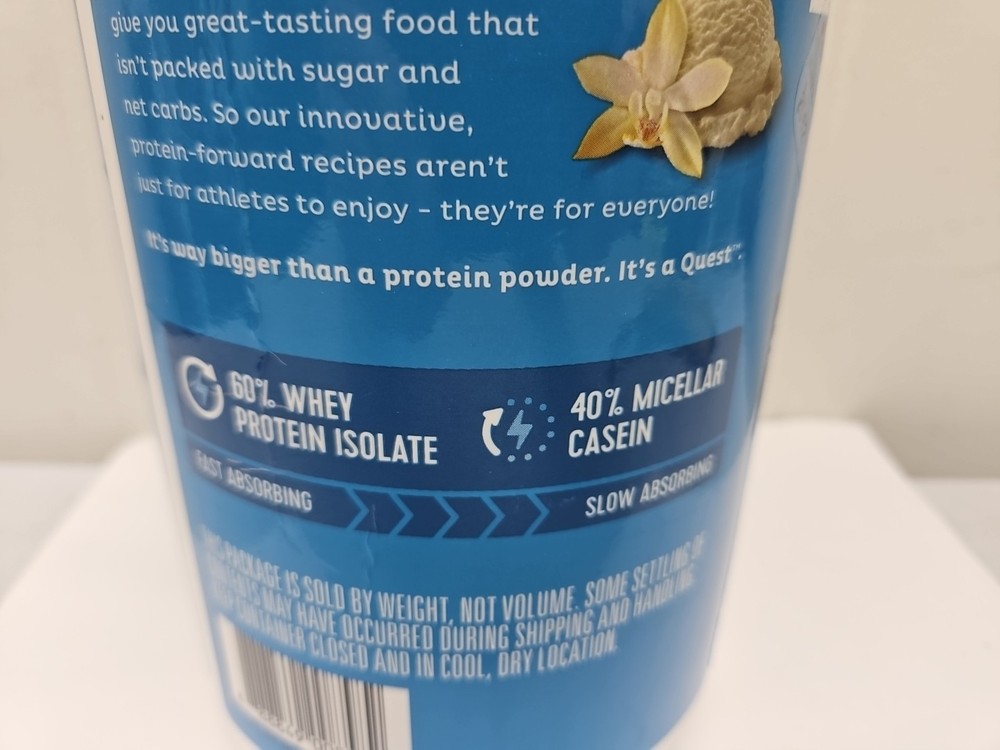 give you great-tasting food that
isn't packed with sugar and
net carbs. So our innovative,
protein-forward recipes aren't
just for athletes to enjoy – they're for everyone!
It's way bigger than a protein powder. It's a Quest™.
60% WHEY
PROTEIN ISOLATE
40% MICELLAR
CASEIN
FAST ABSORBING
SLOW ABSORBING
THIS PACKAGE IS SOLD BY WEIGHT, NOT VOLUME. SOME SETTLING OF
CONTENTS MAY HAVE OCCURRED DURING SHIPPING AND HANDLING.
CONTAINER CLOSED AND IN COOL, DRY LOCATION.